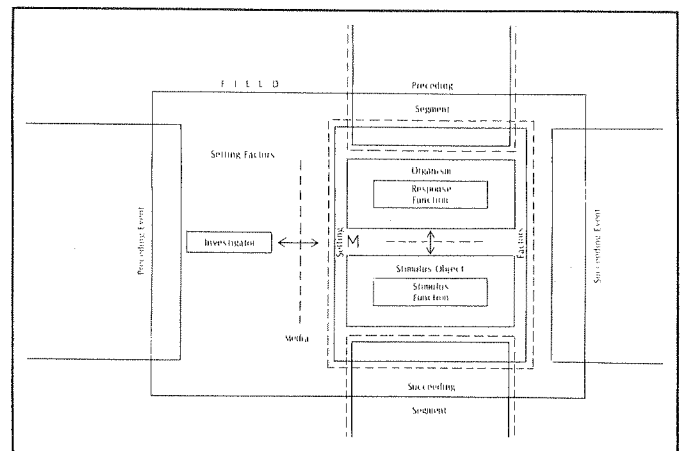 F I E L D
Preceding
Segment
Setting Factors
Organism
Response
Function
Preceding Event
Investigator
Setting
M
Factors
Succeeding Event
Stimulus Object
Stimulus
Function
Media
Succeeding
Segment